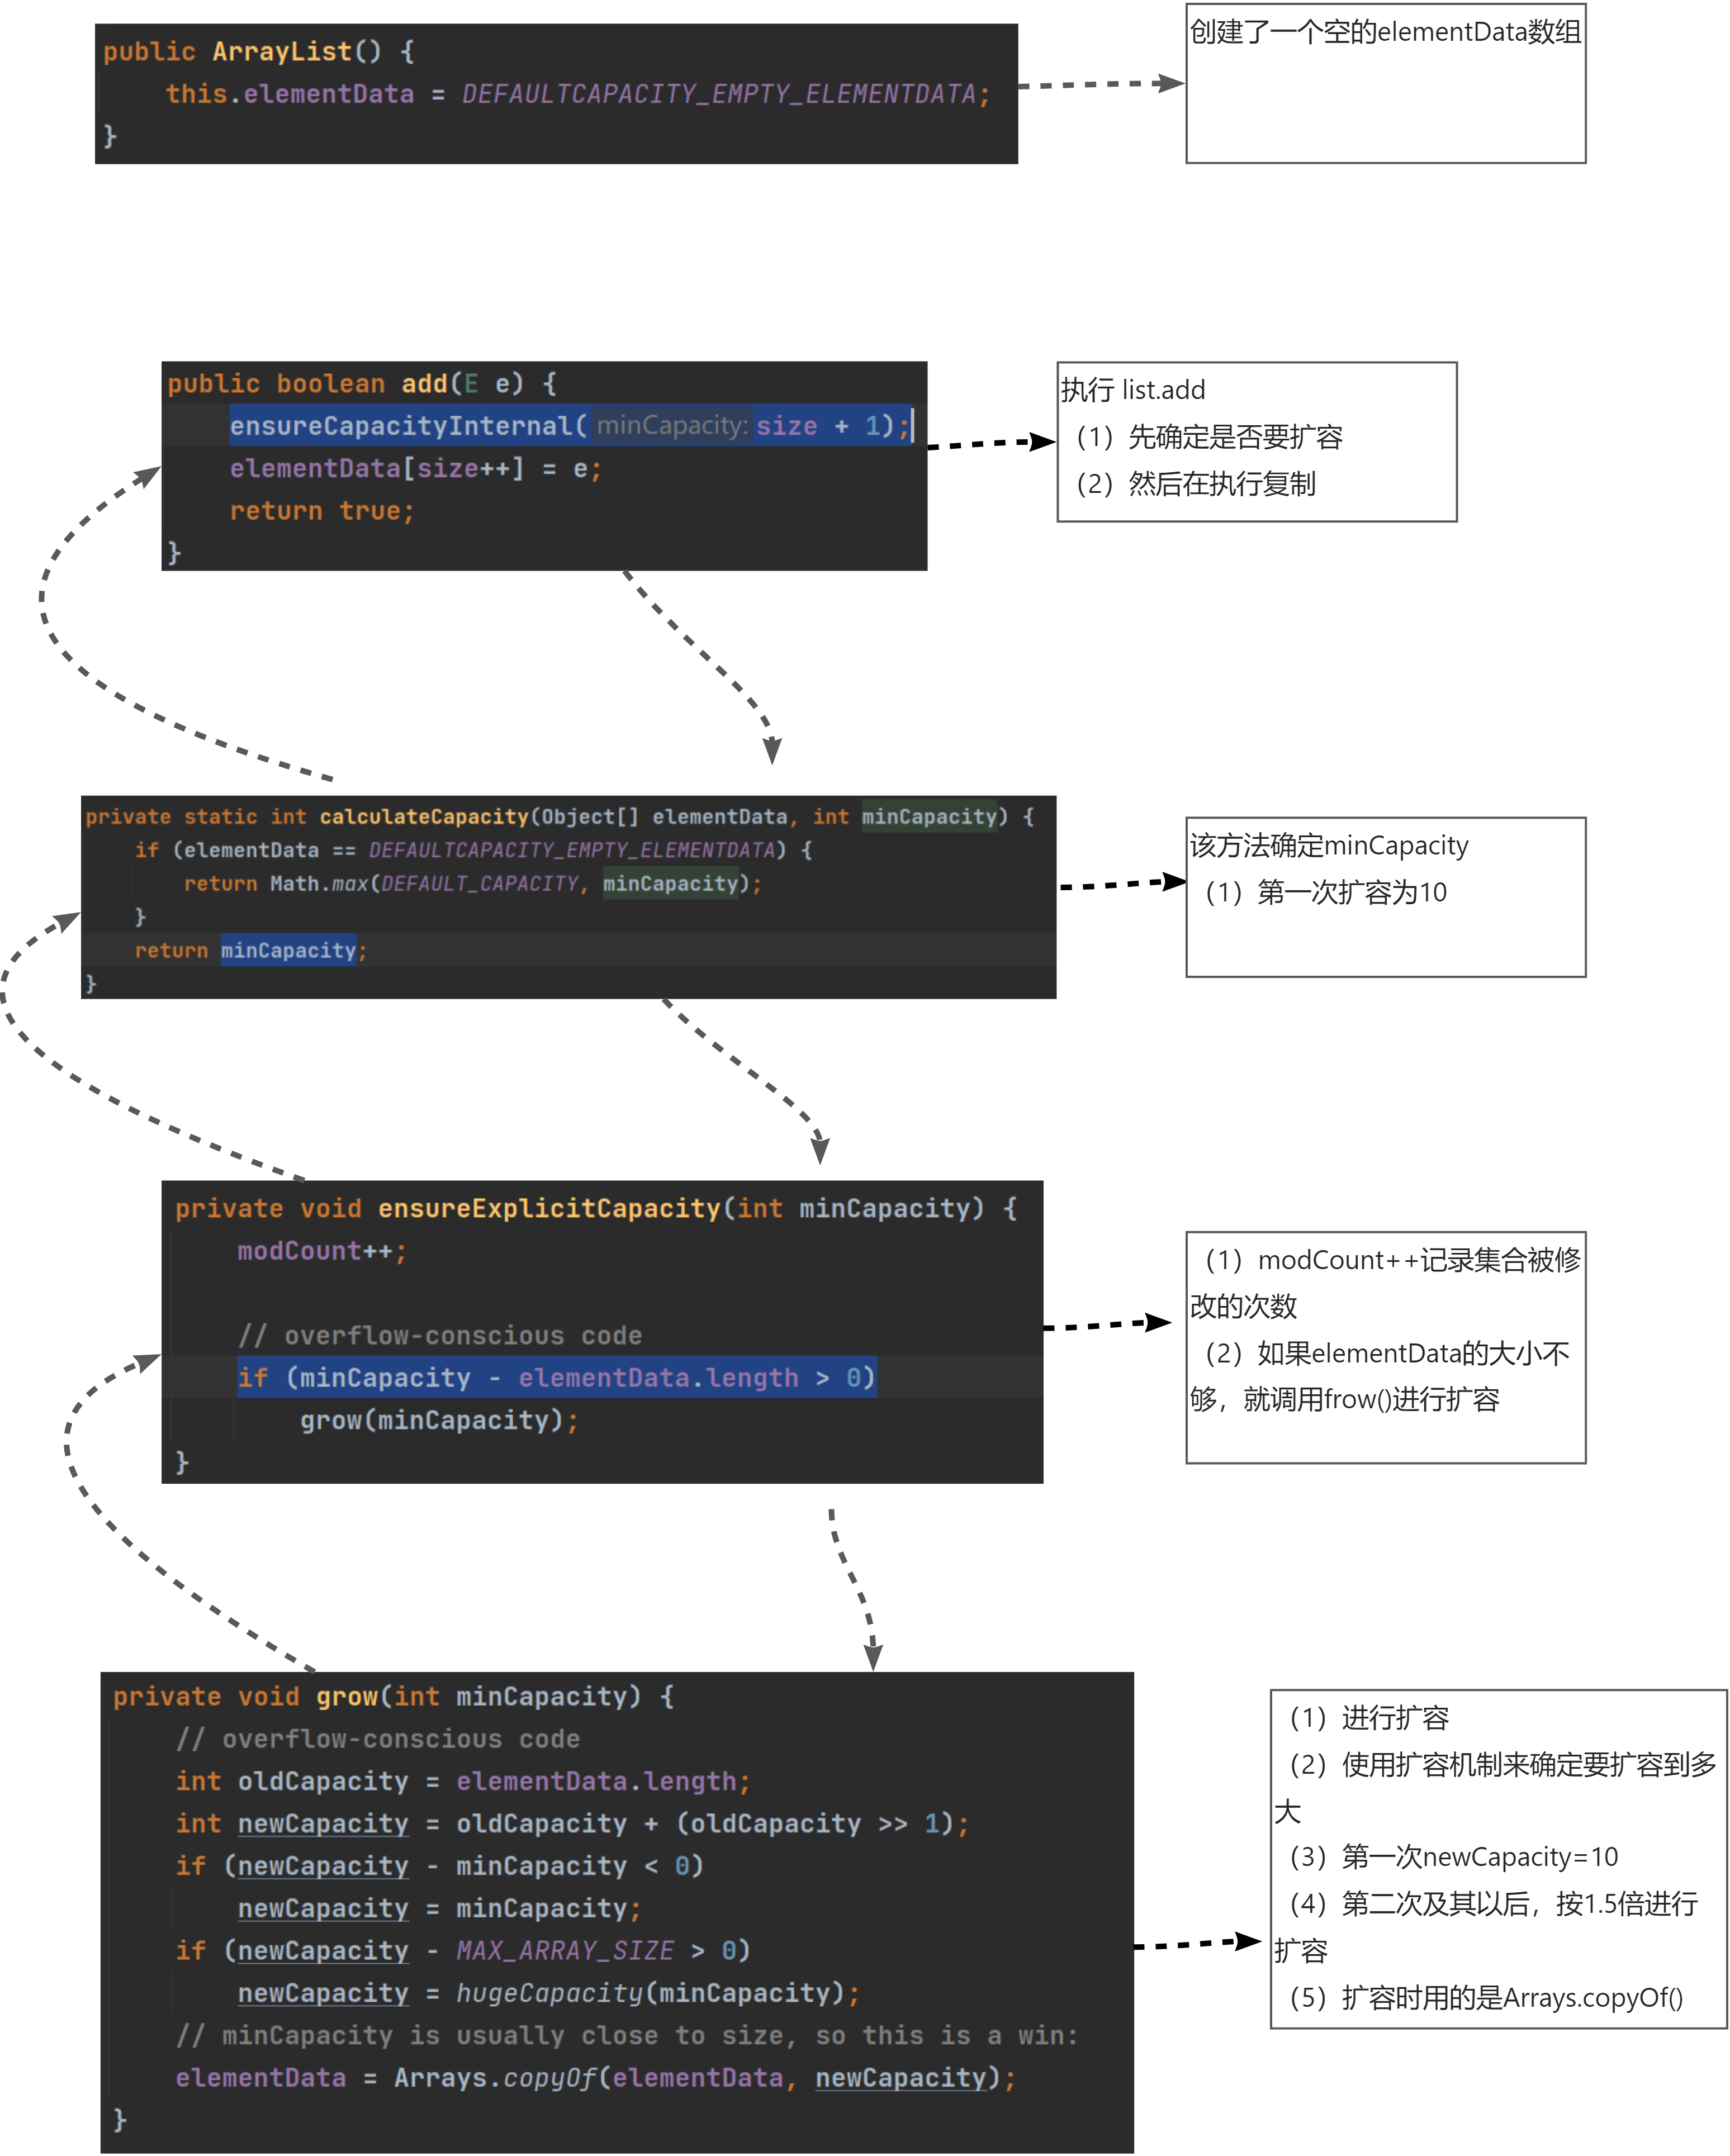 public ArrayList() {
this.elementData = DEFAULTCAPACITY_EMPTY_ELEMENTDATA;
}
创建了一个空的elementData数组
public boolean add(E e) {
ensureCapacityInternal( minCapacity: size + 1);
elementData[size++] = e;
return true;
}
执行 list.add
（1）先确定是否要扩容
（2）然后在执行复制
private static int calculateCapacity(Object[] elementData, int minCapacity) {
if (elementData == DEFAULTCAPACITY_EMPTY_ELEMENTDATA) {
return Math.max(DEFAULT_CAPACITY, minCapacity);
}
return minCapacity;
}
该方法确定minCapacity
（1）第一次扩容为10
private void ensureExplicitCapacity(int minCapacity) {
modCount++;
// overflow-conscious code
if (minCapacity - elementData.length > 0)
grow(minCapacity);
}
（1）modCount++记录集合被修
改的次数
（2）如果elementData的大小不
够，就调用frow()进行扩容
private void grow(int minCapacity) {
// overflow-conscious code
int oldCapacity = elementData.length;
int newCapacity = oldCapacity + (oldCapacity >> 1);
if (newCapacity - minCapacity < 0)
newCapacity = minCapacity;
if (newCapacity - MAX_ARRAY_SIZE > 0)
newCapacity = hugeCapacity(minCapacity);
// minCapacity is usually close to size, so this is a win:
elementData = Arrays.copyOf(elementData, newCapacity);
}
（1）进行扩容
（2）使用扩容机制来确定要扩容到多
大
（3）第一次newCapacity=10
（4）第二次及其以后，按1.5倍进行
扩容
（5）扩容时用的是Arrays.copyOf()